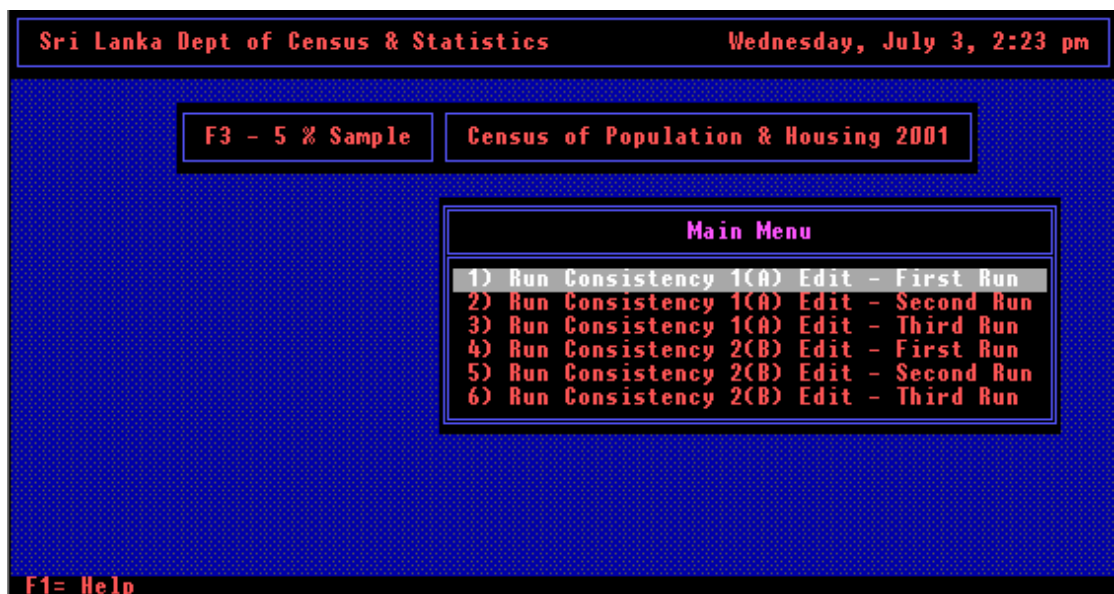 Sri Lanka Dept of Census & Statistics Wednesday, July 3, 2:23 pm
F3 - 5 % Sample Census of Population & Housing 2001
Main Menu
1) Run Consistency 1(A) Edit - First Run
2) Run Consistency 1(A) Edit - Second Run
3) Run Consistency 1(A) Edit - Third Run
4) Run Consistency 2(B) Edit - First Run
5) Run Consistency 2(B) Edit - Second Run
6) Run Consistency 2(B) Edit - Third Run
F1= Help